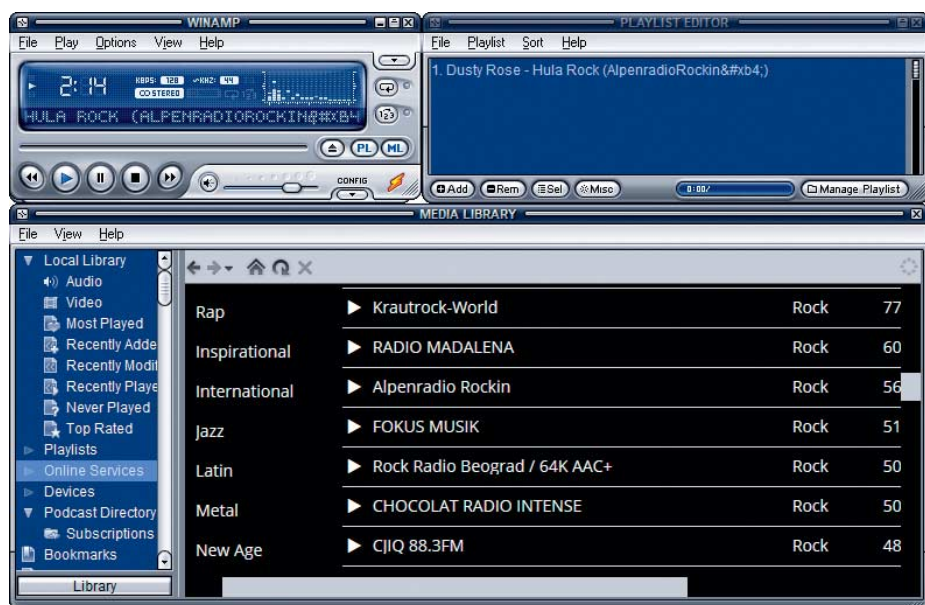 WINAMP
File Play Options View Help
2:14
KBPS: 128 KHZ: 44
STEREO
HULA ROCK (ALPENRADIOROCKIN&#XB4
PL ML
123
CONFIG
PLAYLIST EDITOR
File Playlist Sort Help
1. Dusty Rose - Hula Rock (AlpenradioRockin&#xb4;)
Add Rem Sel Misc 0:00/ Manage Playlist
MEDIA LIBRARY
File View Help
Local Library
Audio
Video
Most Played
Recently Adde
Recently Modif
Recently Playe
Never Played
Top Rated
Playlists
Online Services
Devices
Podcast Directory
Subscriptions
Bookmarks
Library
Rap
Inspirational
International
Jazz
Latin
Metal
New Age
Krautrock-World Rock 77
RADIO MADALENA Rock 60
Alpenradio Rockin Rock 56
FOKUS MUSIK Rock 51
Rock Radio Beograd / 64K AAC+ Rock 50
CHOCOLAT RADIO INTENSE Rock 50
CJIQ 88.3FM Rock 48